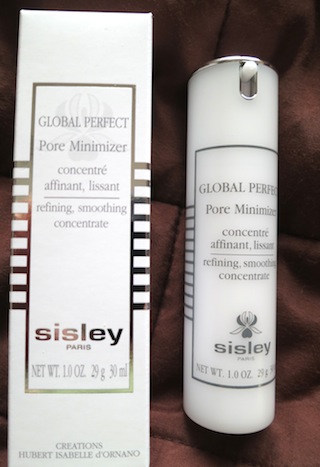 GLOBAL PERFECT
Pore Minimizer
concentré
affinant, lissant
refining, smoothing
concentrate
sisley
PARIS
NET WT. 1.0 OZ. 29 g 30 ml
CREATIONS
HUBERT ISABELLE d'ORNANO
GLOBAL PERFECT
Pore Minimizer
concentré
affinant, lissant
refining, smoothing
concentrate
sisley
PARIS
NET WT. 1.0 OZ. 29 g 30